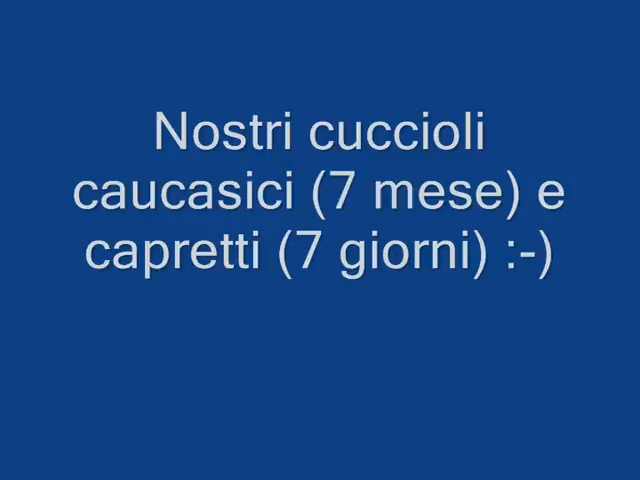 Nostri cuccioli
caucasici (7 mese) e
capretti (7 giorni) :-)